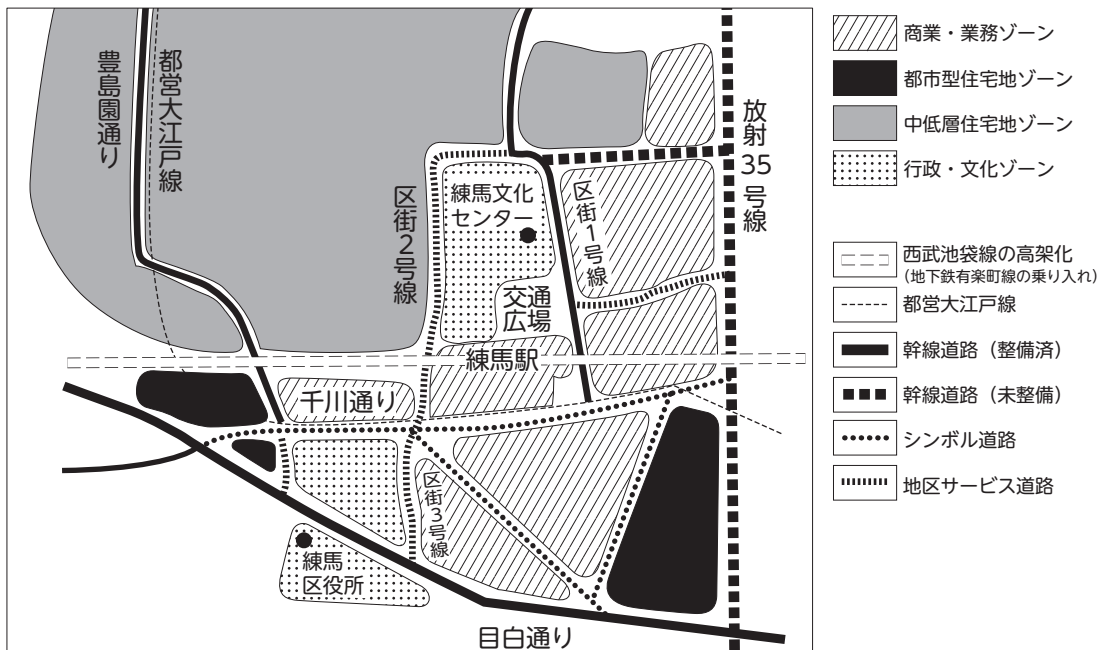 豊島園通り
都営大江戸線
放射35号線
練馬文化
センター
区街1号線
区街2号線
交通
広場
練馬駅
千川通り
区街3号線
練馬
区役所
目白通り
商業・業務ゾーン
都市型住宅地ゾーン
中低層住宅地ゾーン
行政・文化ゾーン
西武池袋線の高架化
(地下鉄有楽町線の乗り入れ)
都営大江戸線
幹線道路（整備済）
幹線道路（未整備）
シンボル道路
地区サービス道路